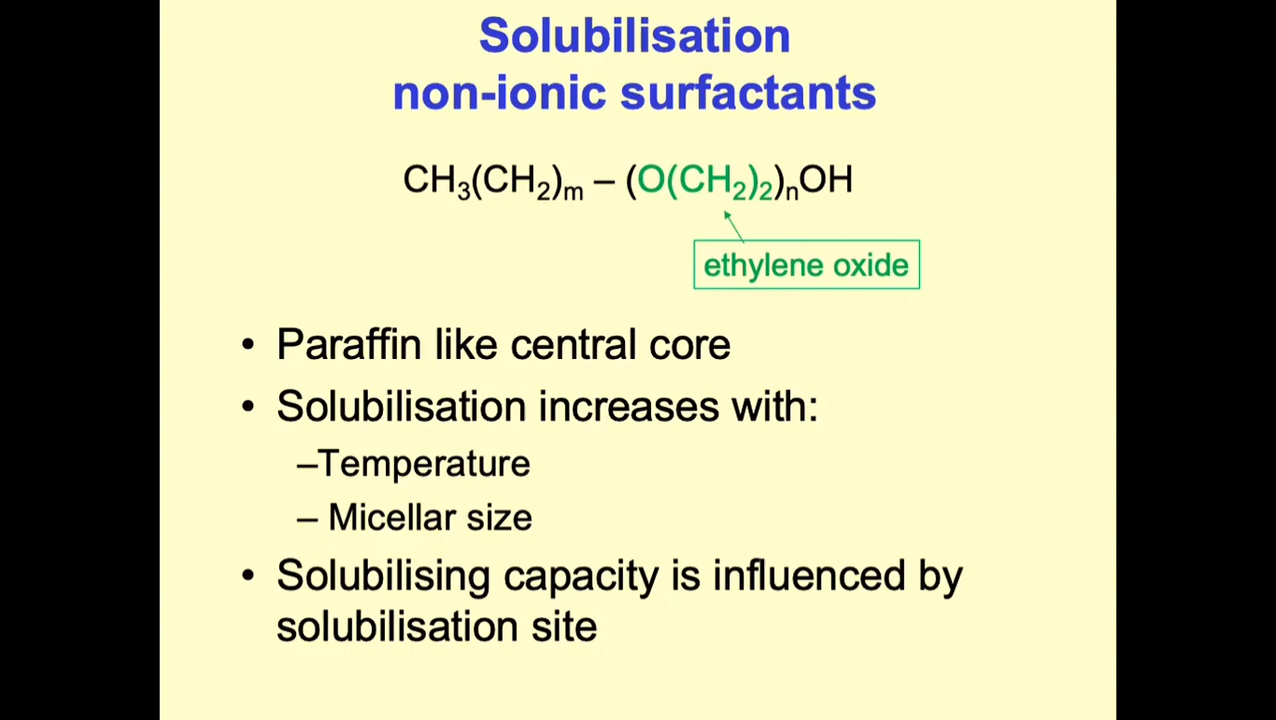 Solubilisation
non-ionic surfactants
CH₃(CH₂)ₘ – (O(CH₂)₂)ₙOH
ethylene oxide
• Paraffin like central core
• Solubilisation increases with:
–Temperature
– Micellar size
• Solubilising capacity is influenced by
solubilisation site